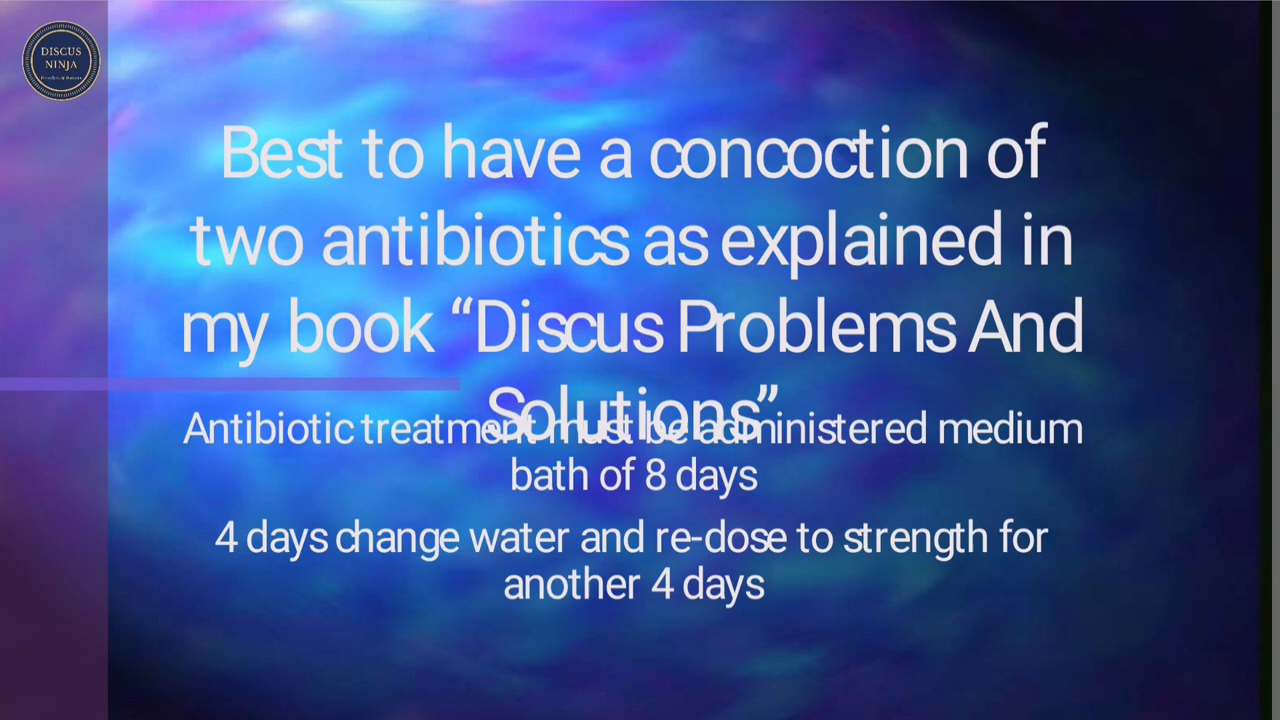 DISCUS
NINJA
Best to have a concoction of
two antibiotics as explained in
my book “Discus Problems And
Solutions”
Antibiotic treatment must be administered medium
bath of 8 days
4 days change water and re-dose to strength for
another 4 days